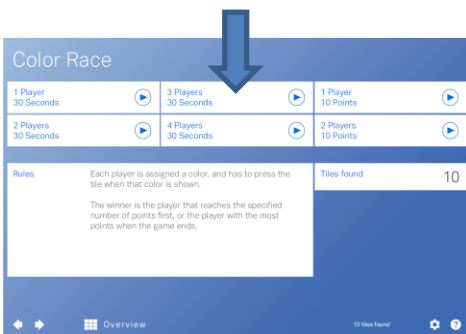 Color Race
1 Player
30 Seconds
3 Players
30 Seconds
1 Player
10 Points
2 Players
30 Seconds
4 Players
30 Seconds
2 Players
10 Points
Rules
Each player is assigned a color, and has to press the
tile when that color is shown.
The winner is the player that reaches the specified
number of points first, or the player with the most
points when the game ends.
Tiles found
10
Overview
10 tiles found
?